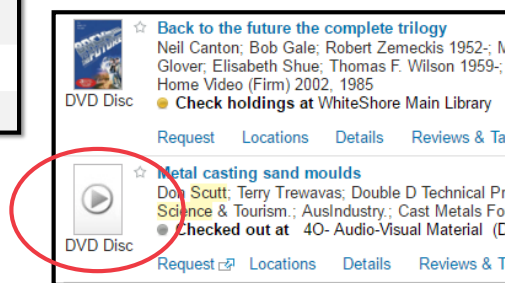 Back to the future the complete trilogy
Neil Canton; Bob Gale; Robert Zemeckis 1952-;
Glover; Elisabeth Shue; Thomas F. Wilson 1959-;
Home Video (Firm) 2002, 1985
DVD Disc
Check holdings at WhiteShore Main Library
Request Locations Details Reviews &
Metal casting sand moulds
Don Scutt; Terry Trewavas; Double D Technical
Science & Tourism.; AusIndustry.; Cast Metals
Checked out at 4O- Audio-Visual Material
DVD Disc
Request Locations Details Reviews &